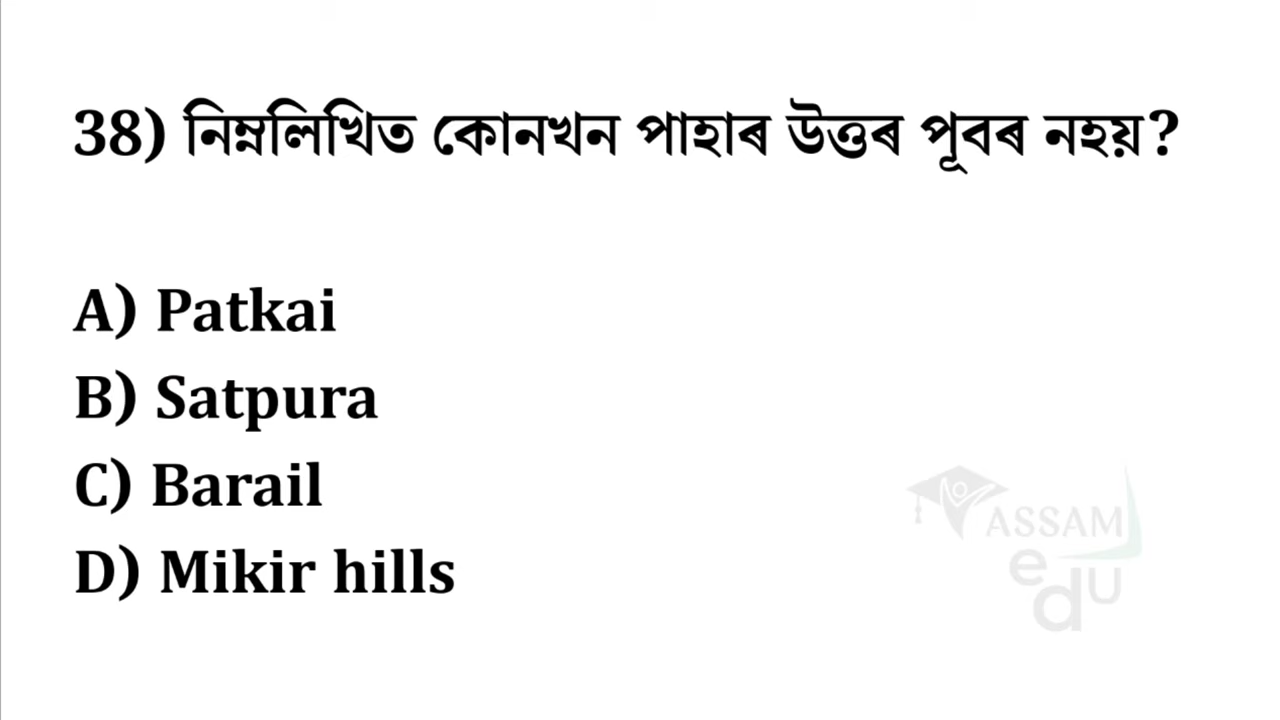 38) নিম্নলিখিত কোনখন পাহাৰ উত্তৰ পূবৰ নহয়?
A) Patkai
B) Satpura
C) Barail
D) Mikir hills
ASSAM
edu